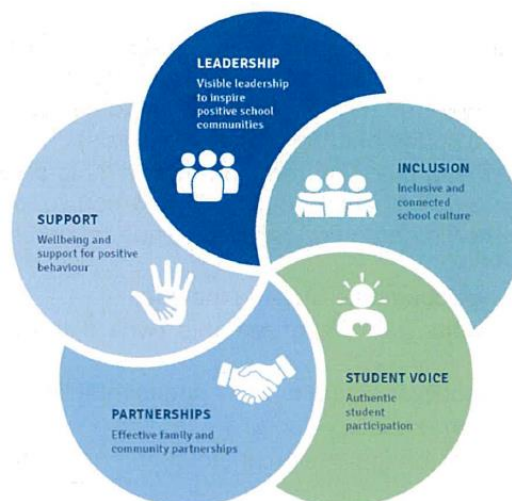 LEADERSHIP
Visible leadership
to inspire
positive school
communities
INCLUSION
Inclusive and
connected
school culture
STUDENT VOICE
Authentic
student
participation
PARTNERSHIPS
Effective family and
community partnerships
SUPPORT
Wellbeing and
support for positive
behaviour